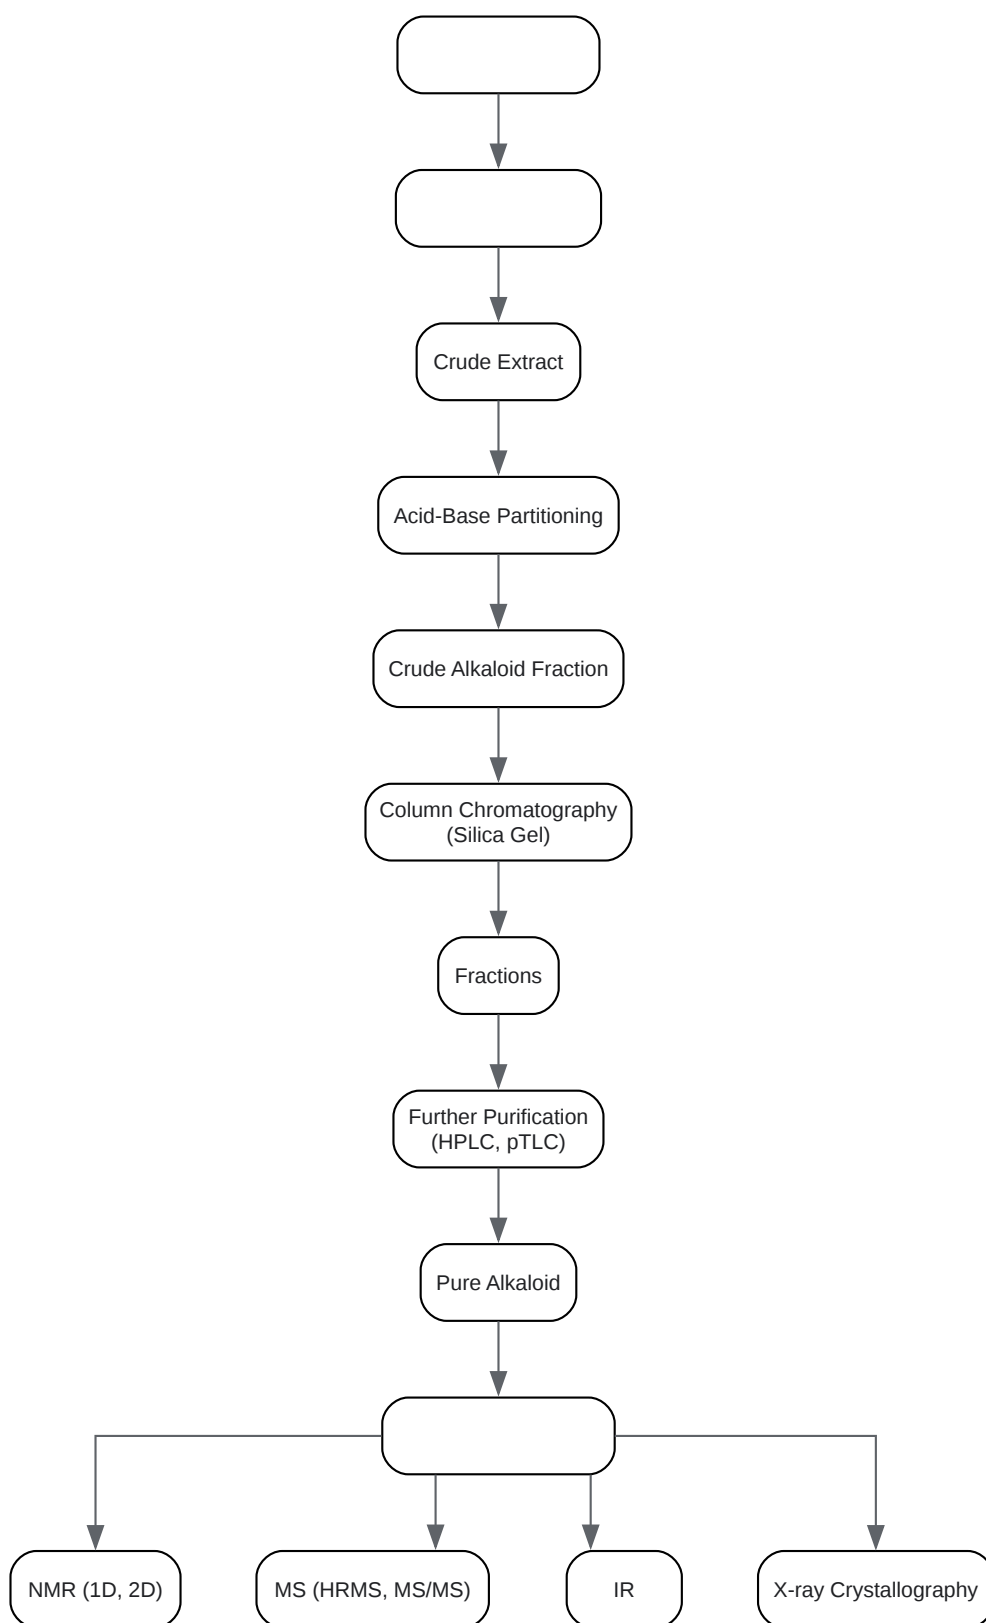 Crude Extract
Acid-Base Partitioning
Crude Alkaloid Fraction
Column Chromatography
(Silica Gel)
Fractions
Further Purification
(HPLC, pTLC)
Pure Alkaloid
NMR (1D, 2D)
MS (HRMS, MS/MS)
IR
X-ray Crystallography